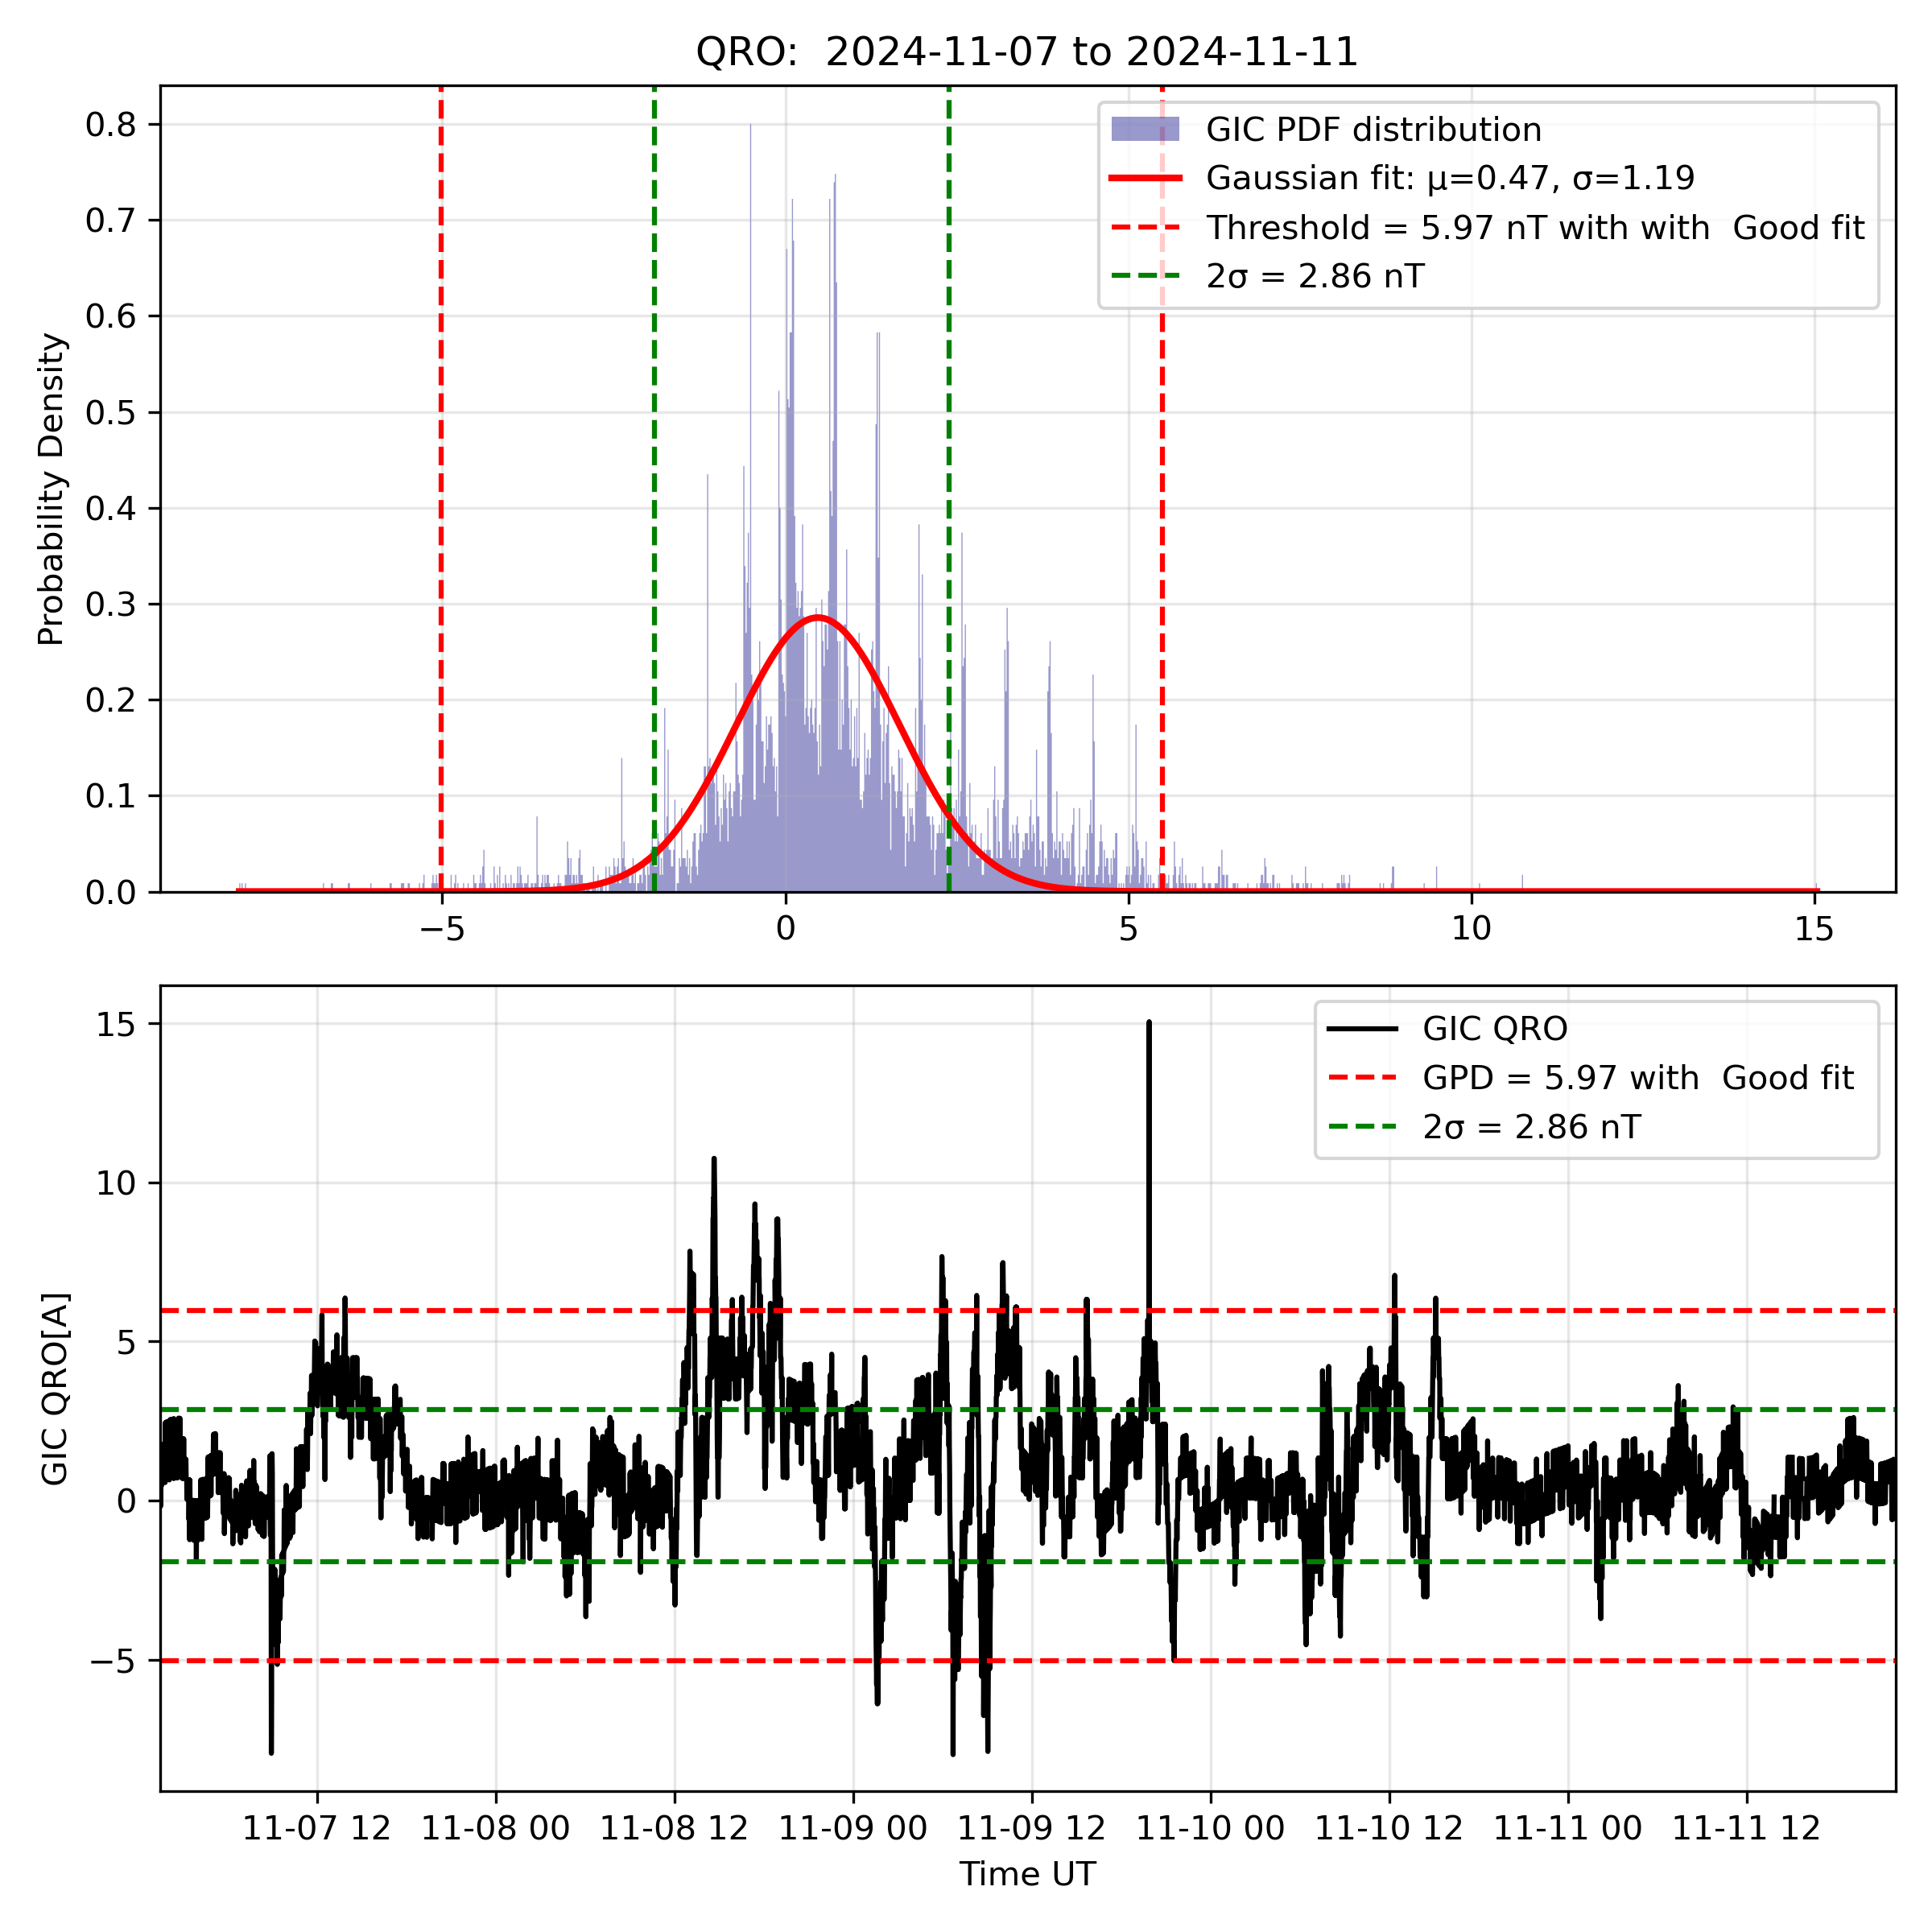 QRO:  2024-11-07 to 2024-11-11
Probability Density
0.8
0.7
0.6
0.5
0.4
0.3
0.2
0.1
0.0
GIC PDF distribution
Gaussian fit: μ=0.47, σ=1.19
Threshold = 5.97 nT with with  Good fit
2σ = 2.86 nT
−5
0
5
10
15
GIC QRO[A]
15
10
5
0
−5
GIC QRO
GPD = 5.97 with  Good fit
2σ = 2.86 nT
11-07 12
11-08 00
11-08 12
11-09 00
11-09 12
11-10 00
11-10 12
11-11 00
11-11 12
Time UT